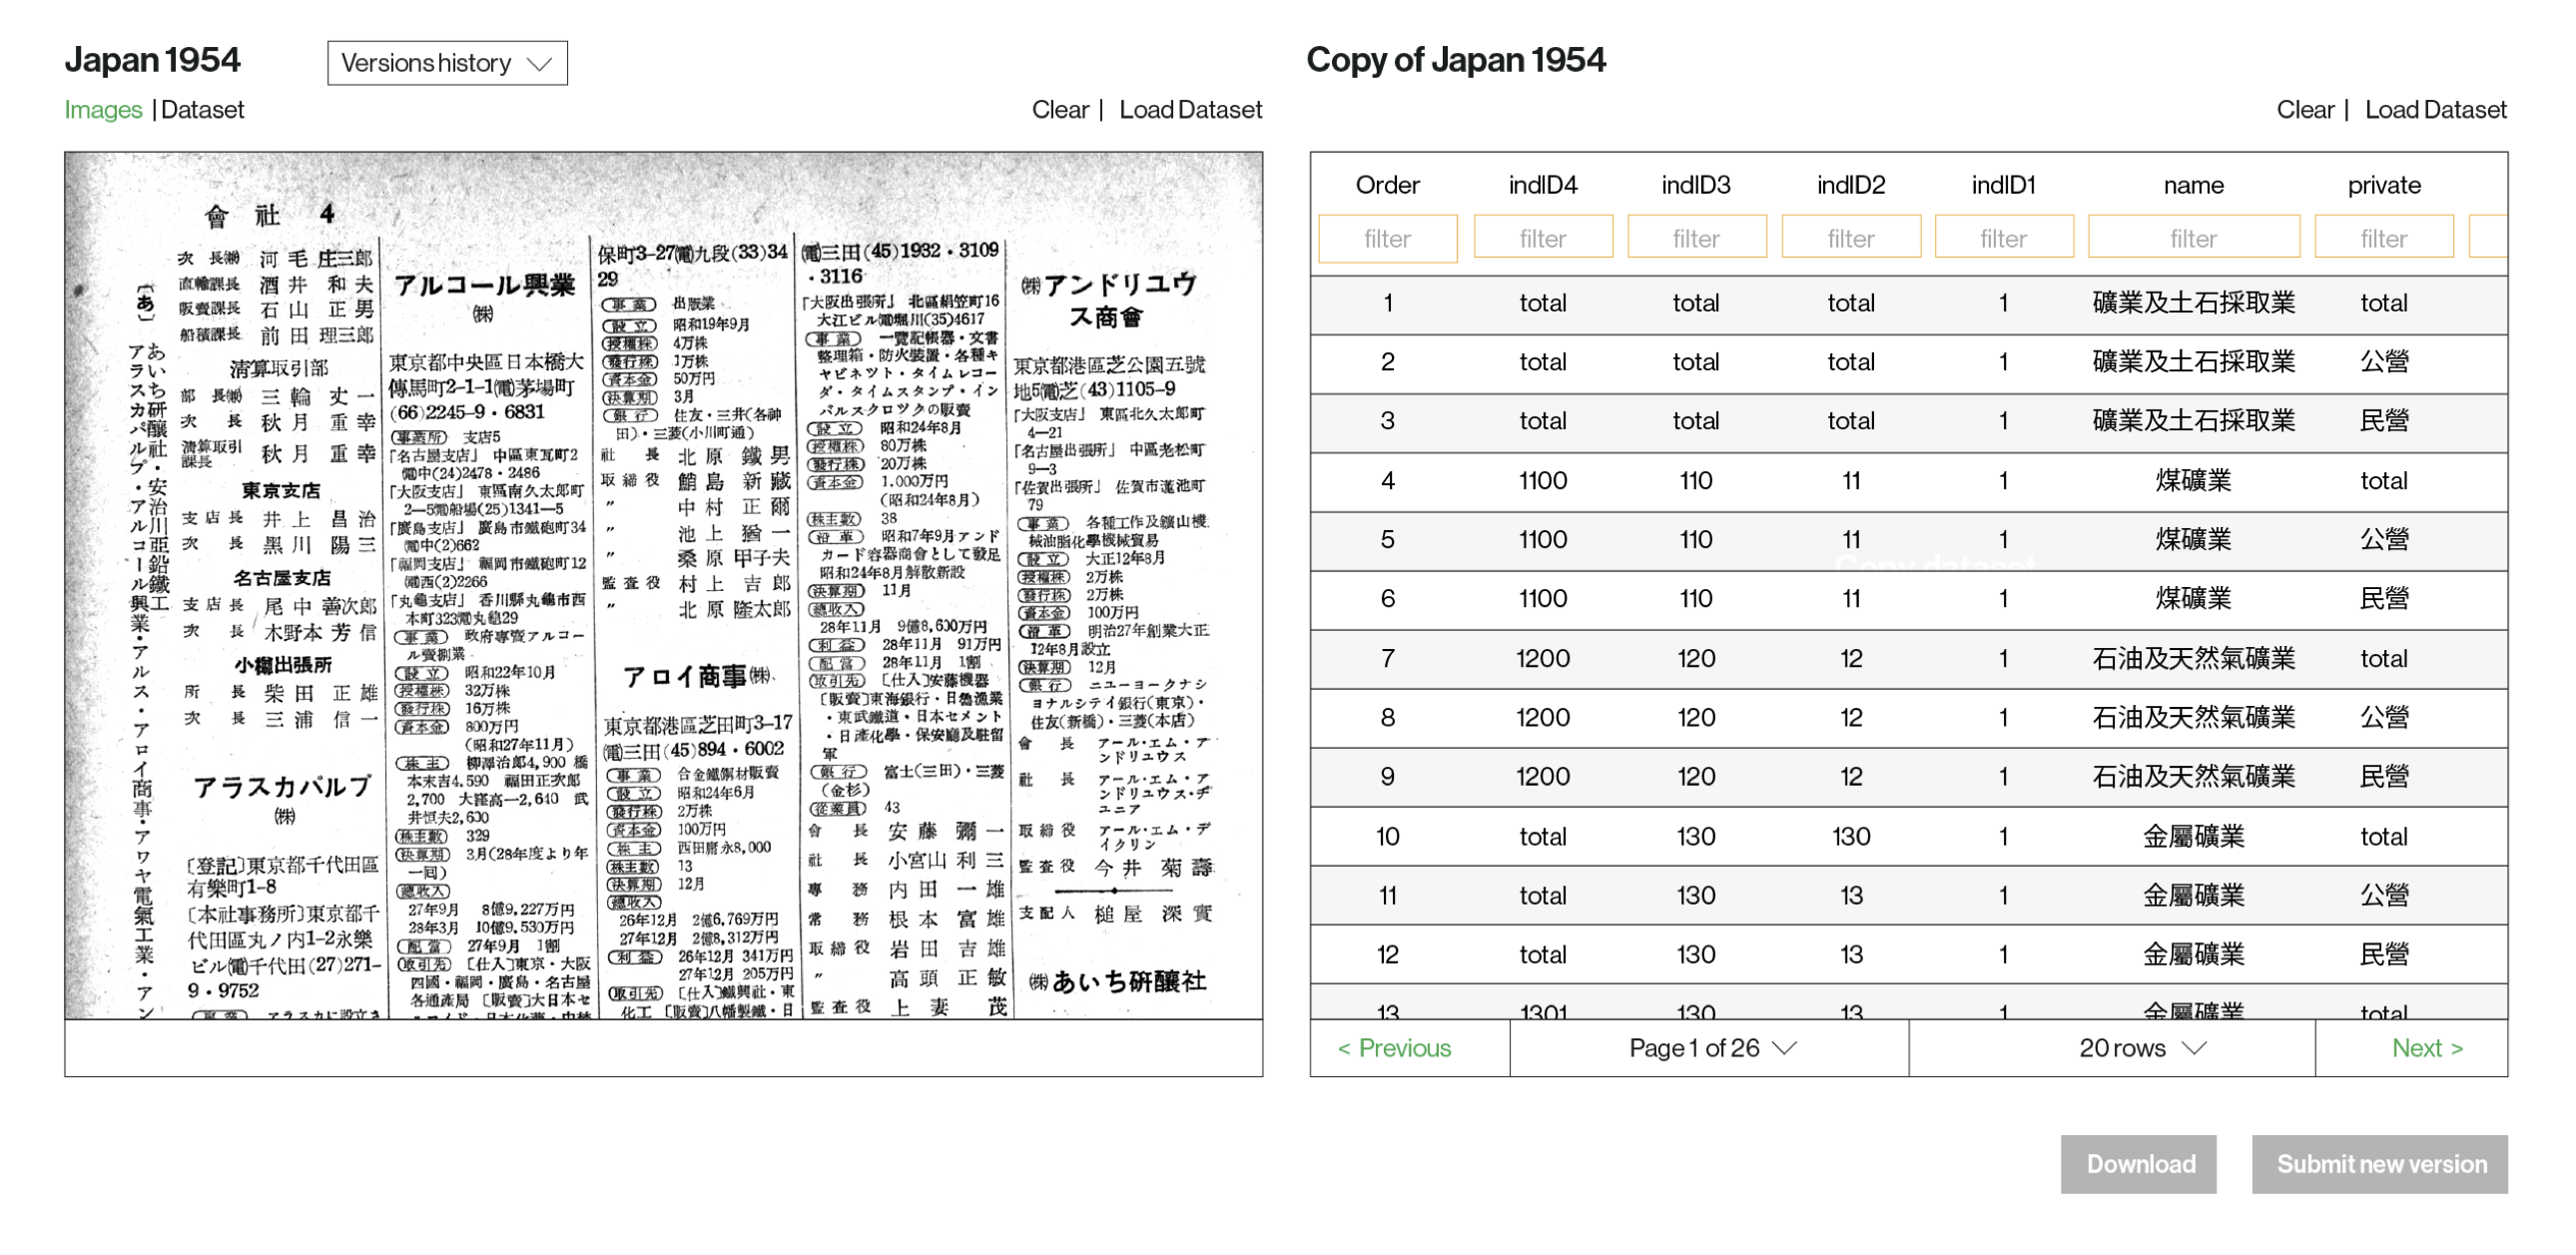 Japan 1954
Versions history
Images | Dataset
Clear | Load Dataset
會社 4
〔あ〕
あいち研醸社・安治川亜鉛鐵工
アラスカパルプ・アルコール興業・アルス・アロイ商事・アワヤ電氣工業・アン
次長 河毛庄三郎
直輸課長 酒井和夫
販賣課長 石山正男
船積課長 前田理三郎
清算取引部
部長 三輪丈一
次長 秋月重幸
清算取引課長 秋月重幸
東京支店
支店長 井上昌治
次長 黒川陽三
名古屋支店
支店長 尾中善次郎
次長 木野本芳信
小樽出張所
所長 柴田正雄
次長 三浦信一
アラスカパルプ
㈱
〔登記〕東京都千代田區
有樂町1-8
〔本社事務所〕東京都千
代田區丸ノ内1-2永樂
ビル電千代田(27)271-
9・9752
アルコール興業
㈱
東京都中央區日本橋大
傳馬町2-1-1電茅場町
(66)2245-9・6831
事業所 支店5
「名古屋支店」 中區東瓦町2
電中(24)2478・2486
「大阪支店」 東區南久太郎町
2—5電船場(25)1341—5
「廣島支店」 廣島市鐵砲町34
電中(2)662
「福岡支店」 福岡市鐵砲町12
電西(2)2266
「丸龜支店」 香川縣丸龜市西
本町323電丸龜29
事業 政府專賣アルコー
ル賣捌業
設立 昭和22年10月
授權株 32万株
發行株 16万株
資本金 800万円
(昭和27年11月)
株主 柳澤治郎4,900 橋
本末吉4,590 福田正次郎
2,700 大窪高一2,640 武
井恒夫2,600
株主數 329
決算期 3月(28年度より年
一回)
總收入
27年9月 8億9,227万円
28年3月 10億9,530万円
配當 27年9月 1割
取引先 〔仕入〕東京・大阪
四國・福岡・廣島・名古屋
各通産局 〔販賣〕大日本セ
保町3-27電九段(33)34
29
事業 出版業
設立 昭和19年9月
授權株 4万株
發行株 1万株
資本金 50万円
決算期 3月
銀行 住友・三井(各神
田)・三菱(小川町通)
社長 北原鐵男
取締役 鮹島新藏
〃 中村正爾
〃 池上猶一
〃 桑原甲子夫
監査役 村上吉郎
〃 北原隆太郎
アロイ商事㈱
東京都港區芝田町3-17
電三田(45)894・6002
事業 合金鐵鋼材販賣
設立 昭和24年6月
發行株 2万株
資本金 100万円
株主 西田庸永8,000
株主數 13
決算期 12月
總收入
26年12月 2億6,769万円
27年12月 2億8,312万円
利益 26年12月 341万円
27年12月 205万円
取引先 〔仕入〕鐵興社・東
化工 〔販賣〕八幡製鐵・日
電三田(45)1932・3109
・3116
「大阪出張所」 北區絹笠町16
大江ビル電堀川(35)4617
事業 一覽記帳器・文書
整理箱・防火裝置・各種キ
ヤビネツト・タイムレコー
ダ・タイムスタンプ・イン
バルスクロツクの販賣
設立 昭和24年8月
授權株 80万株
發行株 20万株
資本金 1.000万円
(昭和24年8月)
株主數 38
沿革 昭和7年9月アンド
カード容器商會として發足
昭和24年8月解散新設
決算期 11月
總收入
28年11月 9億8,600万円
利益 28年11月 91万円
配當 28年11月 1割
取引先 〔仕入〕安藤機器
〔販賣〕東海銀行・日魯漁業
・東武鐵道・日本セメント
・日産化學・保安廳及駐留
軍
銀行 富士(三田)・三菱
(金杉)
從業員 43
會長 安藤彌一
社長 小宮山利三
專務 内田一雄
常務 根本富雄
取締役 岩田吉雄
〃 高頭正敏
監査役 上妻茂
㈱アンドリユウ
ス商會
東京都港區芝公園五號
地5電芝(43)1105-9
「大阪支店」 東區北久太郎町
4—21
「名古屋出張所」 中區老松町
9—3
「佐賀出張所」 佐賀市蓮池町
79
事業 各種工作及鑛山機
械油脂化學機械貿易
設立 大正12年8月
授權株 2万株
發行株 2万株
資本金 100万円
沿革 明治27年創業大正
12年8月設立
決算期 12月
銀行 ニユーヨークナシ
ヨナルシテイ銀行(東京)・
住友(新橋)・三菱(本店)
會長 アール・エム・ア
ンドリユウス
社長 アール・エム・ア
ンドリユウス・ヂ
ユニア
取締役 アール・エム・デ
イクリン
監査役 今井菊壽
支配人 槌屋深實
㈱あいち研醸社
Copy of Japan 1954
Clear | Load Dataset
Order indID4 indID3 indID2 indID1 name private
filter filter filter filter filter filter filter
1 total total total 1 礦業及土石採取業 total
2 total total total 1 礦業及土石採取業 公營
3 total total total 1 礦業及土石採取業 民營
4 1100 110 11 1 煤礦業 total
5 1100 110 11 1 煤礦業 公營
Copy dataset
6 1100 110 11 1 煤礦業 民營
7 1200 120 12 1 石油及天然氣礦業 total
8 1200 120 12 1 石油及天然氣礦業 公營
9 1200 120 12 1 石油及天然氣礦業 民營
10 total 130 130 1 金屬礦業 total
11 total 130 13 1 金屬礦業 公營
12 total 130 13 1 金屬礦業 民營
13 1301 130 13 1 金屬礦業 total
< Previous Page 1 of 26 20 rows Next >
Download Submit new version